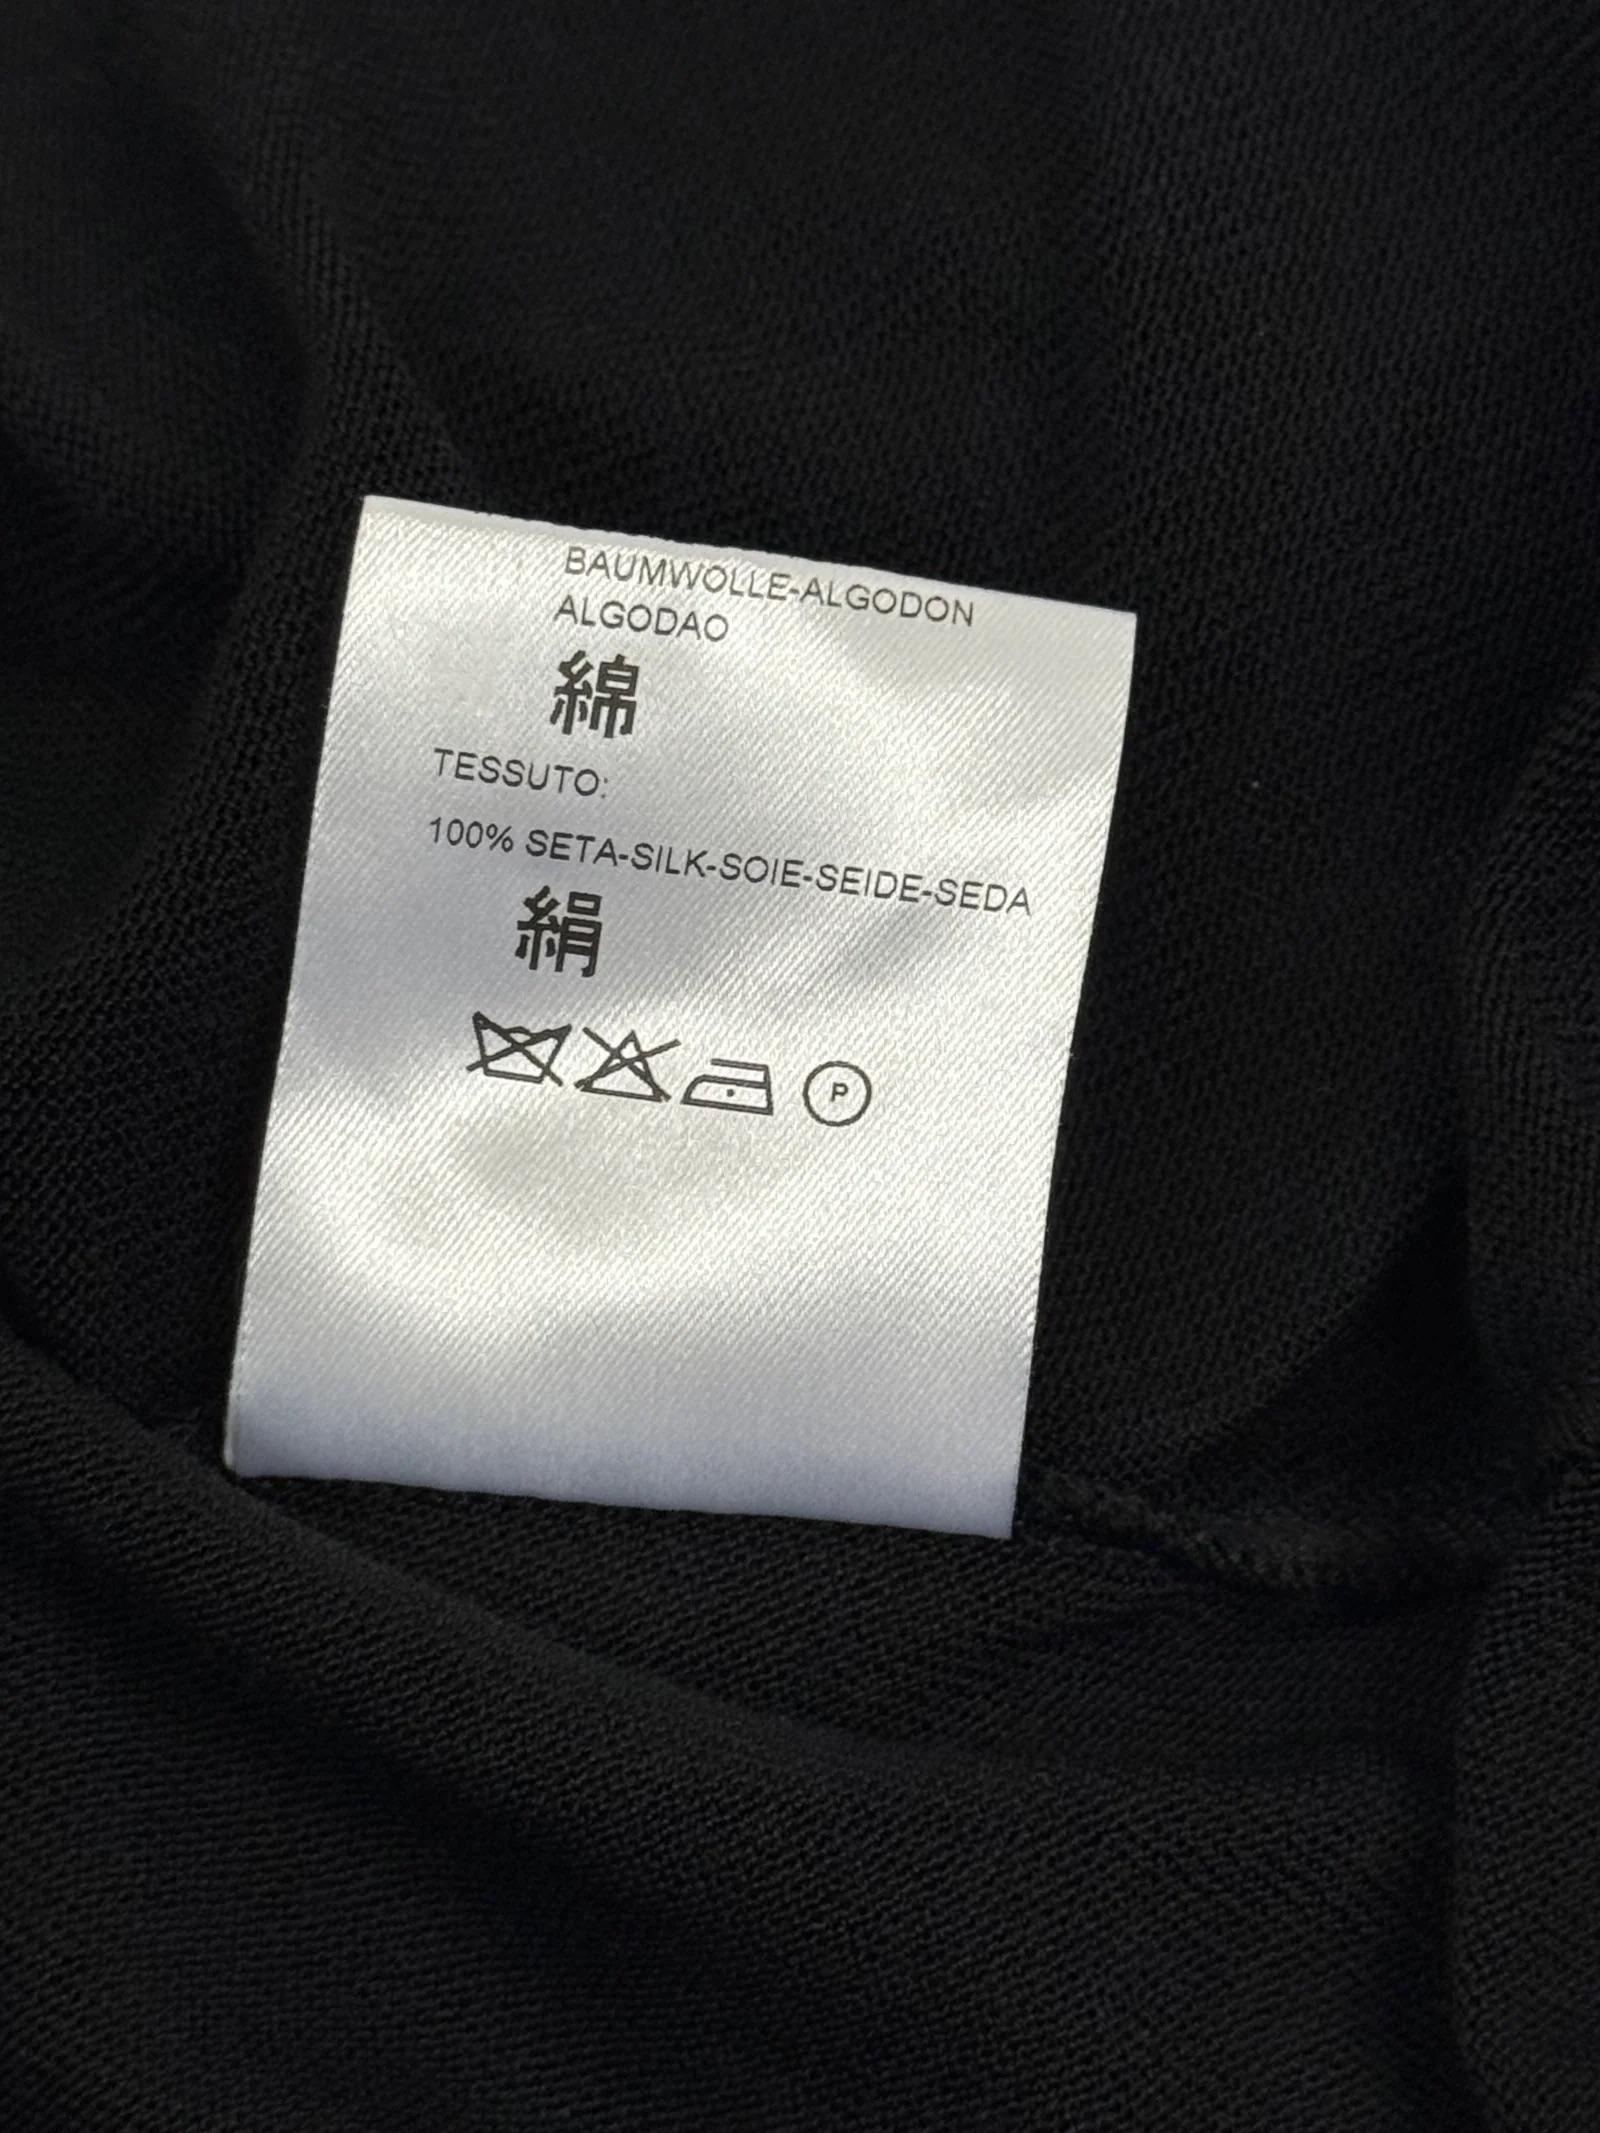 BAUMWOLLE-ALGODON
ALGODAO
綿
TESSUTO:
100% SETA-SILK-SOIE-SEIDE-SEDA
絹
P